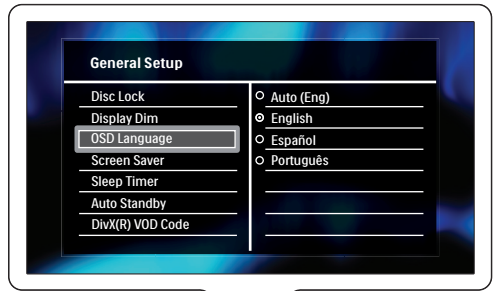 General Setup
Disc Lock
Display Dim
OSD Language
Screen Saver
Sleep Timer
Auto Standby
DivX(R) VOD Code
Auto (Eng)
English
Español
Português